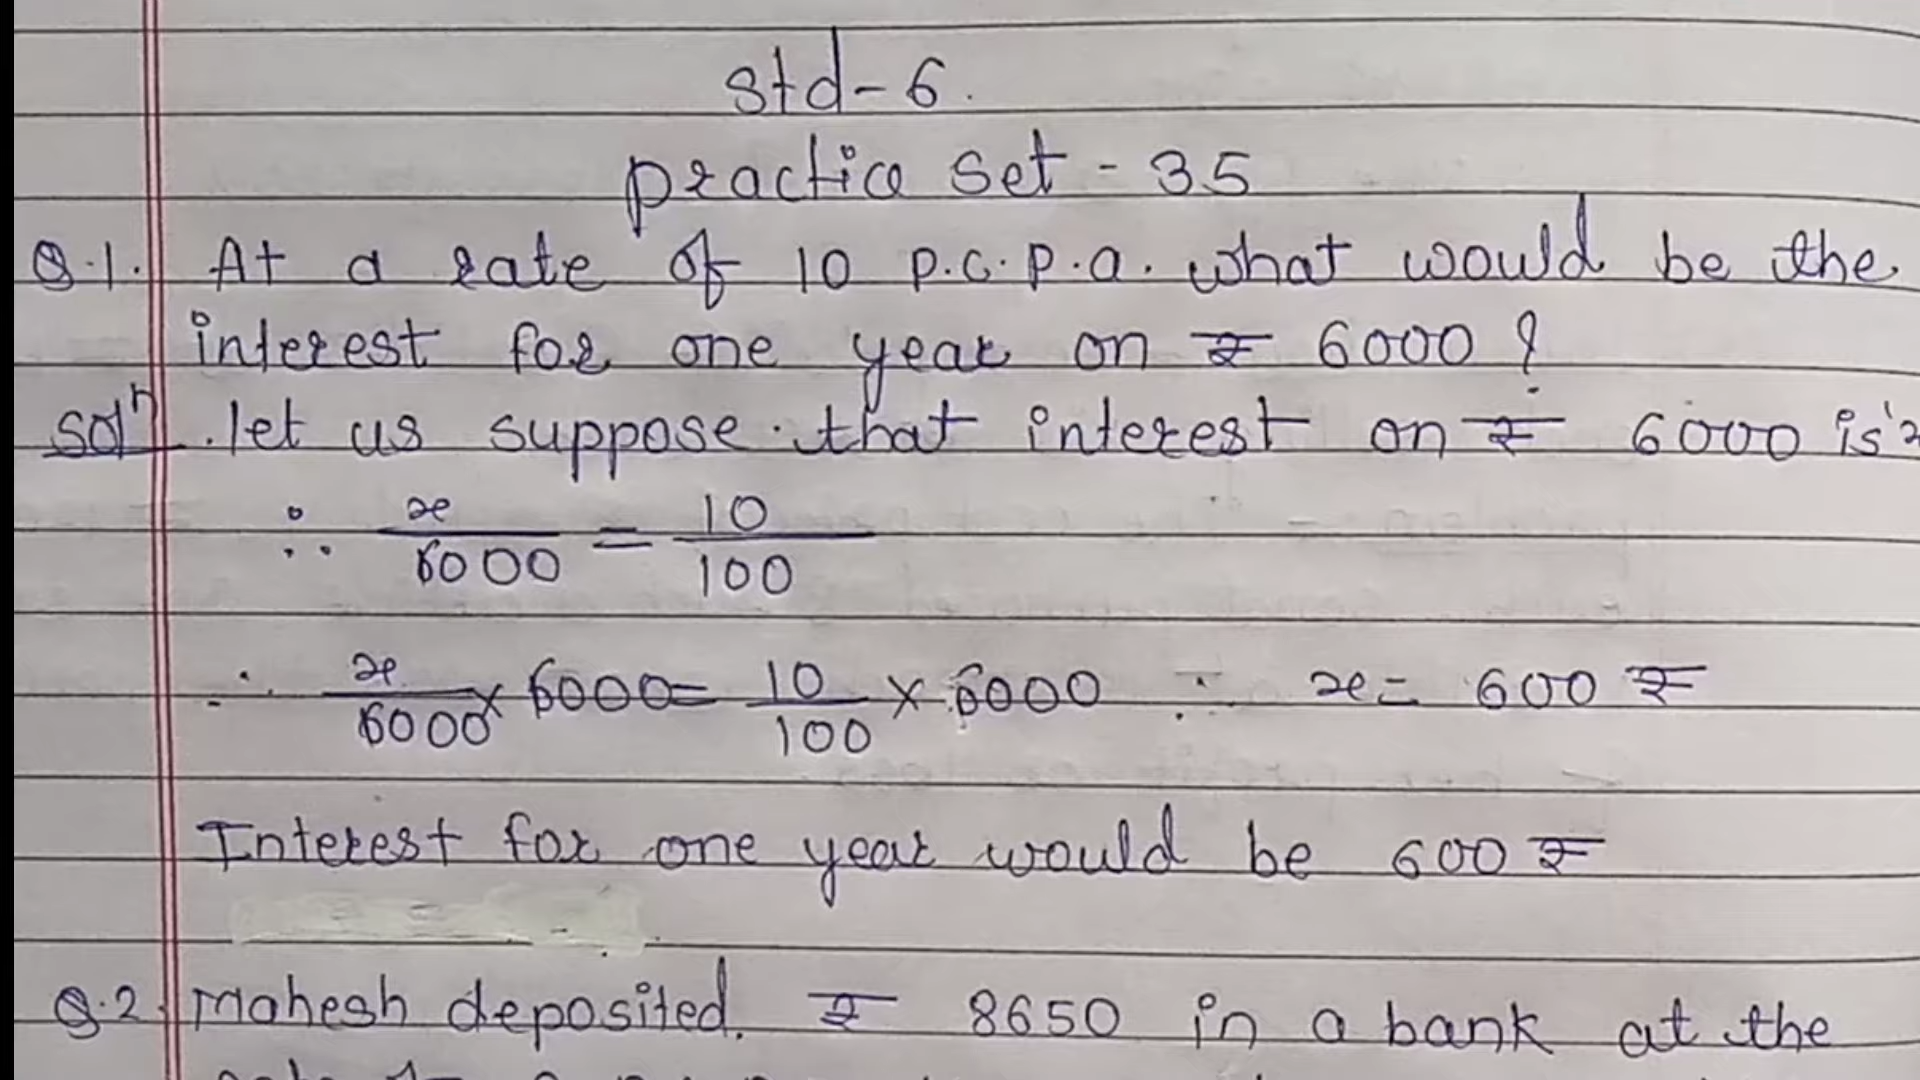 Std-6.
practice set - 35
Q.1. At a rate of 10 p.c.p.a. what would be the
interest for one year on ₹ 6000?
Solⁿ. let us suppose that interest on ₹ 6000 is
∴ x/6000 = 10/100
∴ x/6000 × 6000 = 10/100 × 6000 ∴ x = 600 ₹
Interest for one year would be 600 ₹
Q.2. Mahesh deposited. ₹ 8650 in a bank at the